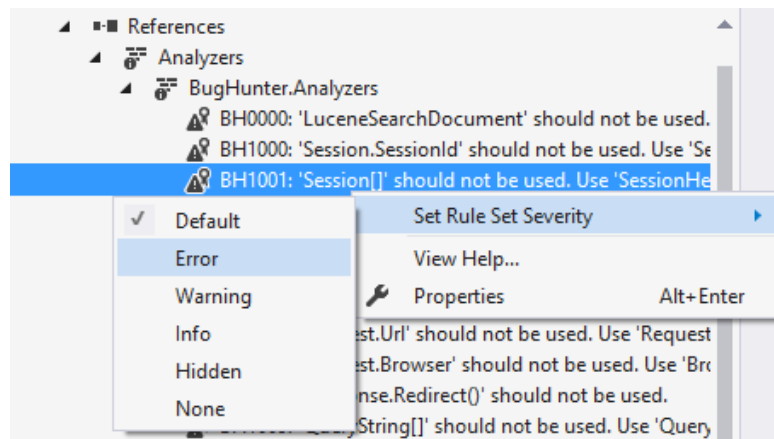 References
Analyzers
BugHunter.Analyzers
BH0000: 'LuceneSearchDocument' should not be used.
BH1000: 'Session.SessionId' should not be used. Use 'Se
BH1001: 'Session[]' should not be used. Use 'SessionHe
Default
Set Rule Set Severity
Error
View Help...
Warning
Properties Alt+Enter
Info
est.Url' should not be used. Use 'Request
Hidden
est.Browser' should not be used. Use 'Bro
nse.Redirect()' should not be used.
None
String[]' should not be used. Use 'Query